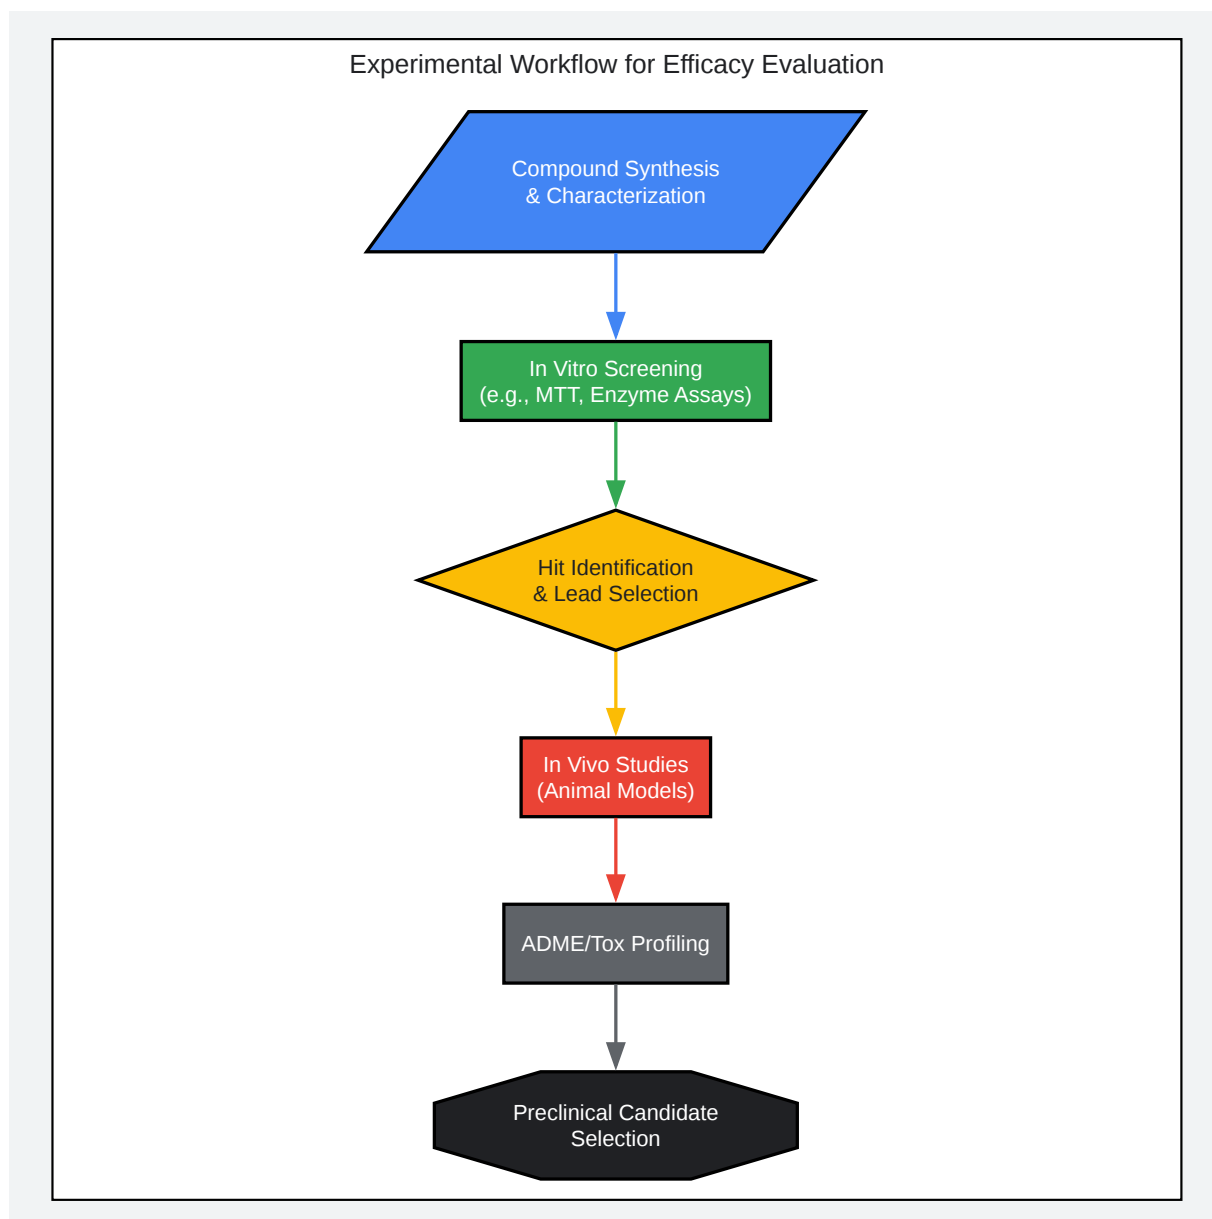 Experimental Workflow for Efficacy Evaluation
Compound Synthesis
& Characterization
In Vitro Screening
(e.g., MTT, Enzyme Assays)
Hit Identification
& Lead Selection
In Vivo Studies
(Animal Models)
ADME/Tox Profiling
Preclinical Candidate
Selection